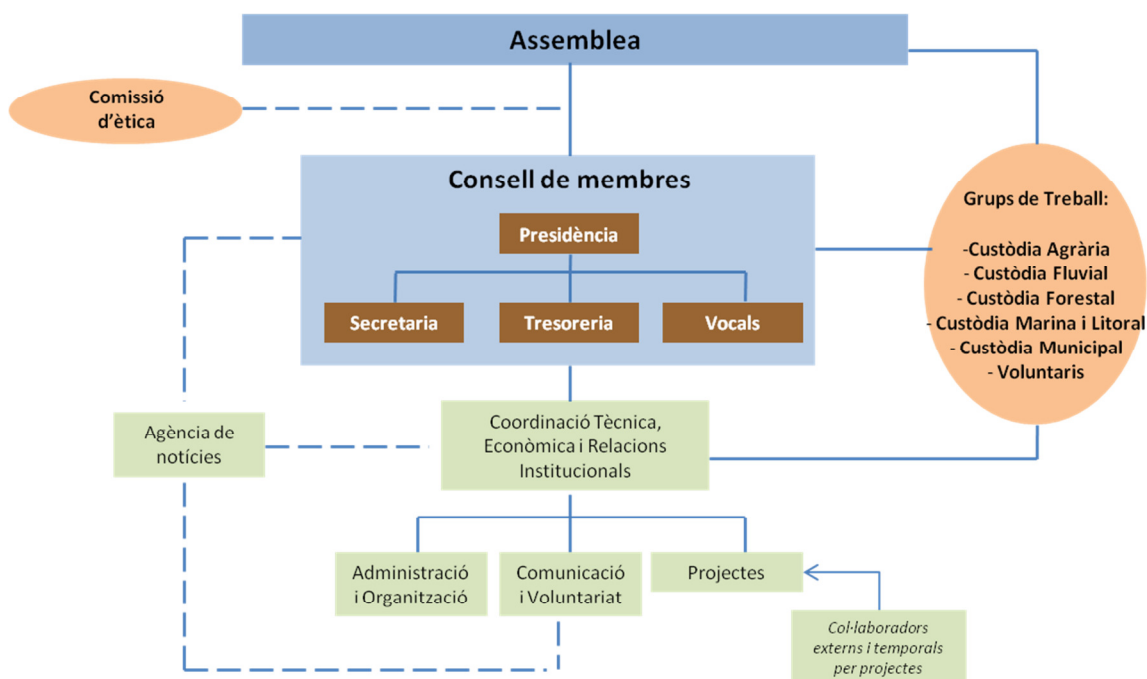 Assemblea
Comissió
d'ètica
Consell de membres
Presidència
Secretaria
Tresoreria
Vocals
Grups de Treball:
-Custòdia Agrària
- Custòdia Fluvial
- Custòdia Forestal
- Custòdia Marina i Litoral
- Custòdia Municipal
- Voluntaris
Agència de
notícies
Coordinació Tècnica,
Econòmica i Relacions
Institucionals
Administració
i Organització
Comunicació
i Voluntariat
Projectes
Col·laboradors
externs i temporals
per projectes